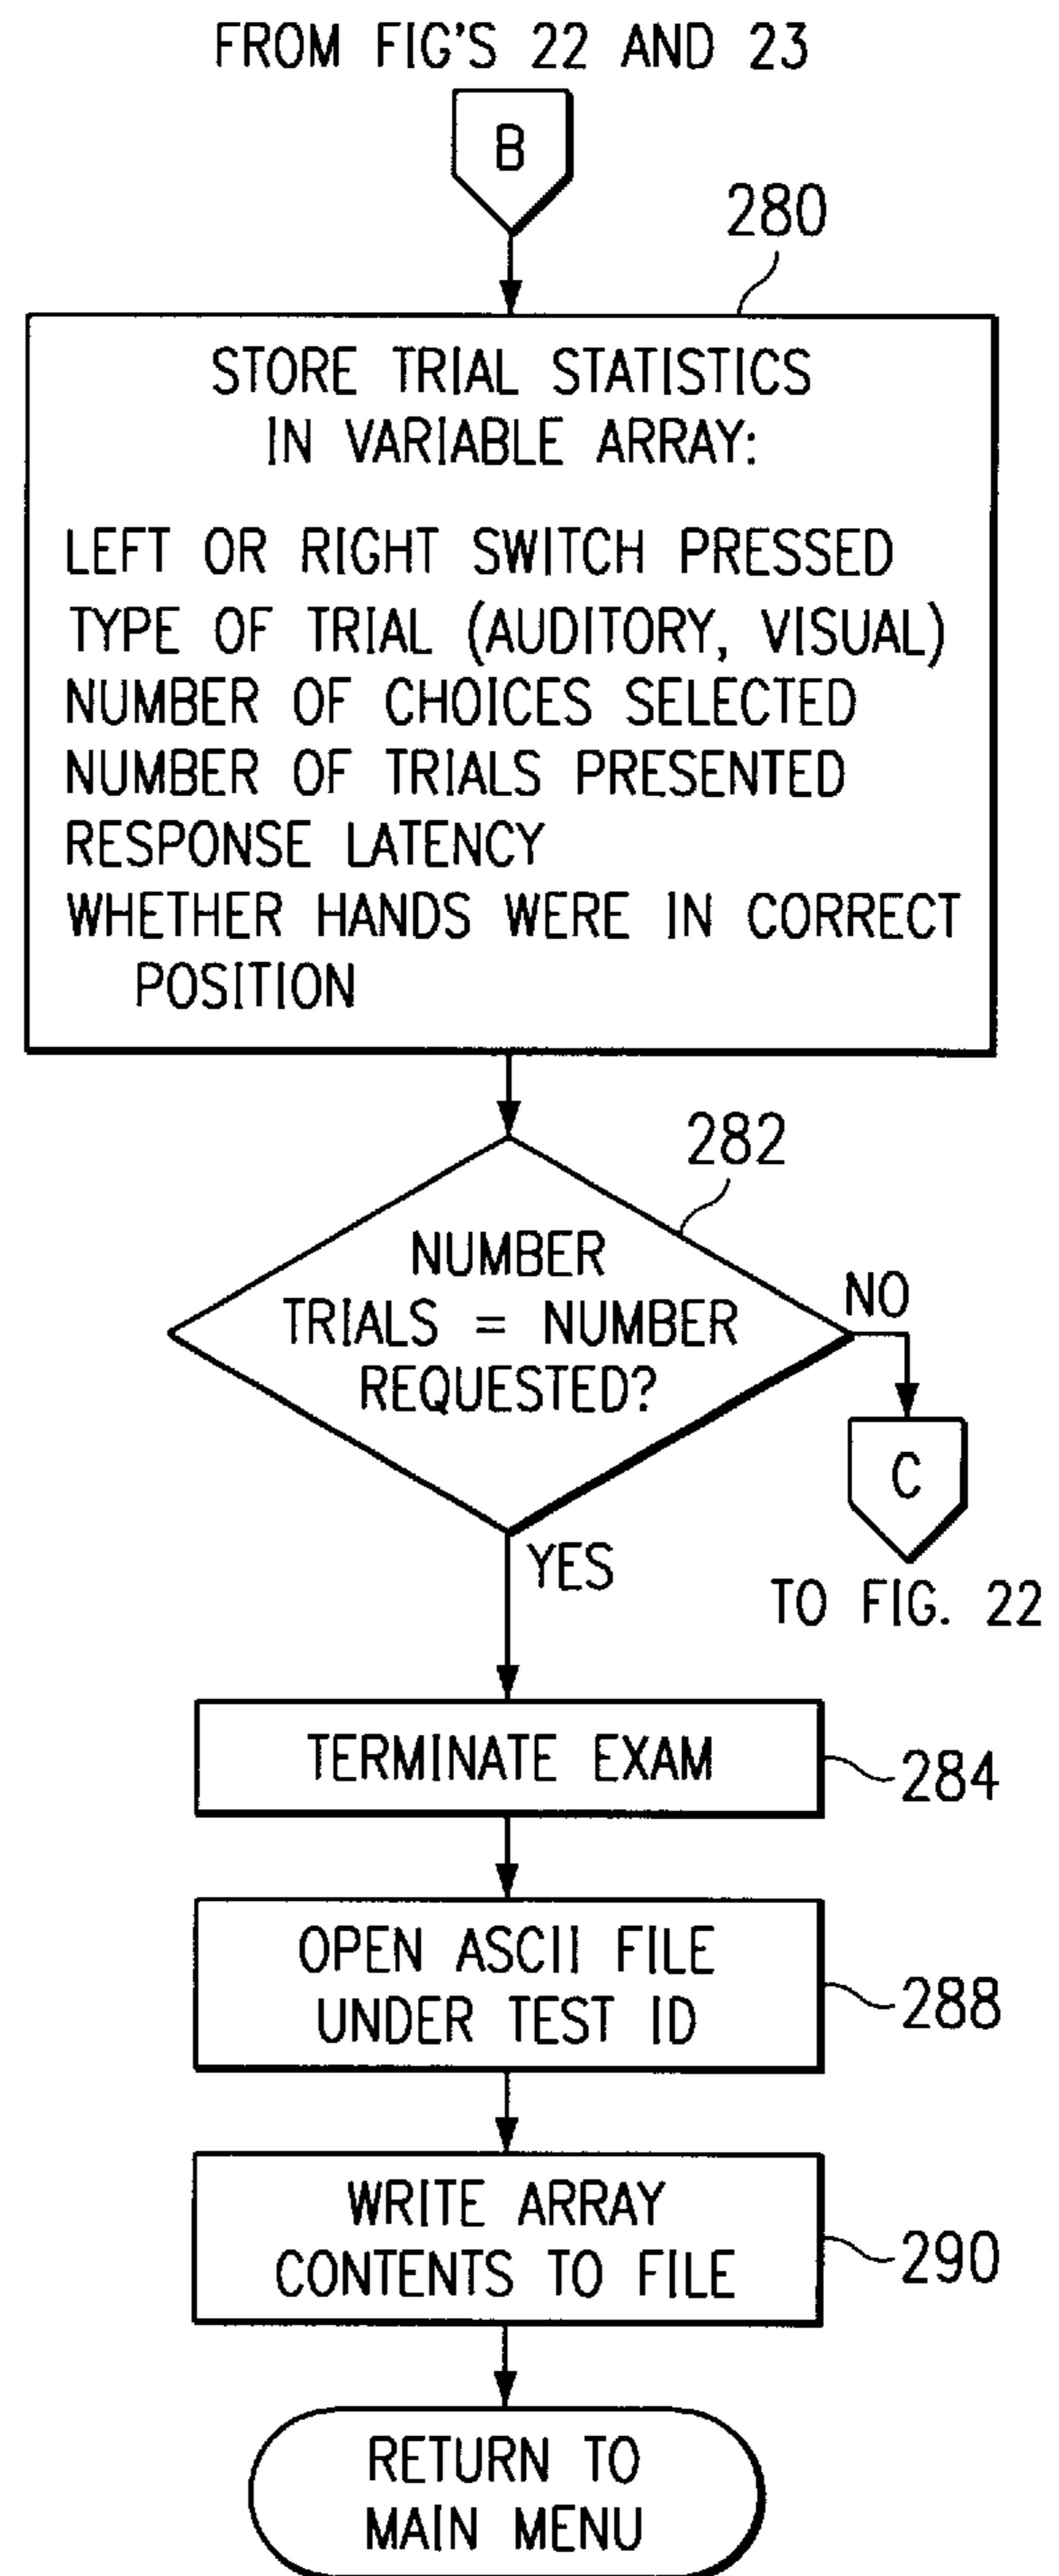 FROM FIG'S 22 AND 23
B
280
STORE TRIAL STATISTICS
IN VARIABLE ARRAY:
LEFT OR RIGHT SWITCH PRESSED
TYPE OF TRIAL (AUDITORY, VISUAL)
NUMBER OF CHOICES SELECTED
NUMBER OF TRIALS PRESENTED
RESPONSE LATENCY
WHETHER HANDS WERE IN CORRECT
POSITION
282
NUMBER
TRIALS = NUMBER
REQUESTED?
NO
C
TO FIG. 22
YES
TERMINATE EXAM
284
OPEN ASCII FILE
UNDER TEST ID
288
WRITE ARRAY
CONTENTS TO FILE
290
RETURN TO
MAIN MENU